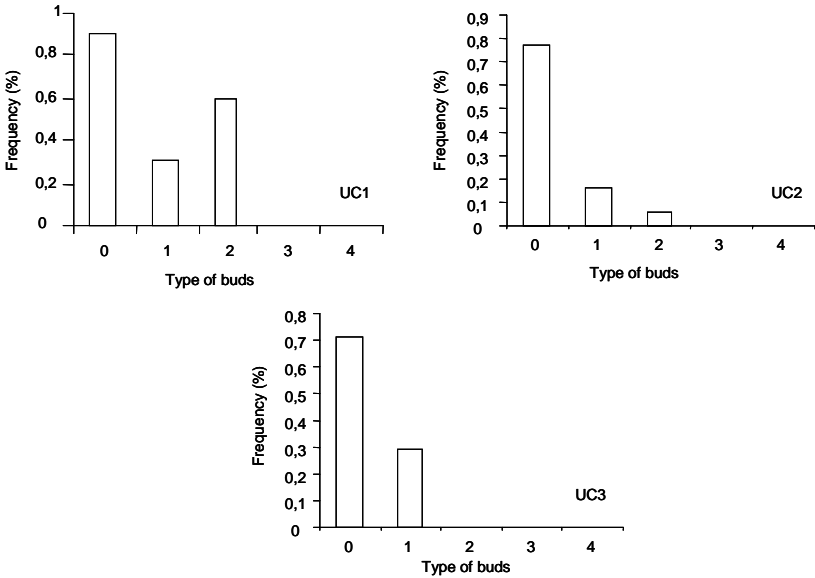 1
0,8
0,6
0,4
0,2
0
Frequency (%)
UC1
0 1 2 3 4
Type of buds
0,9
0,8
0,7
0,6
0,5
0,4
0,3
0,2
0,1
0
Frequency (%)
UC2
0 1 2 3 4
Type of buds
0,8
0,7
0,6
0,5
0,4
0,3
0,2
0,1
0
Frequency (%)
UC3
0 1 2 3 4
Type of buds